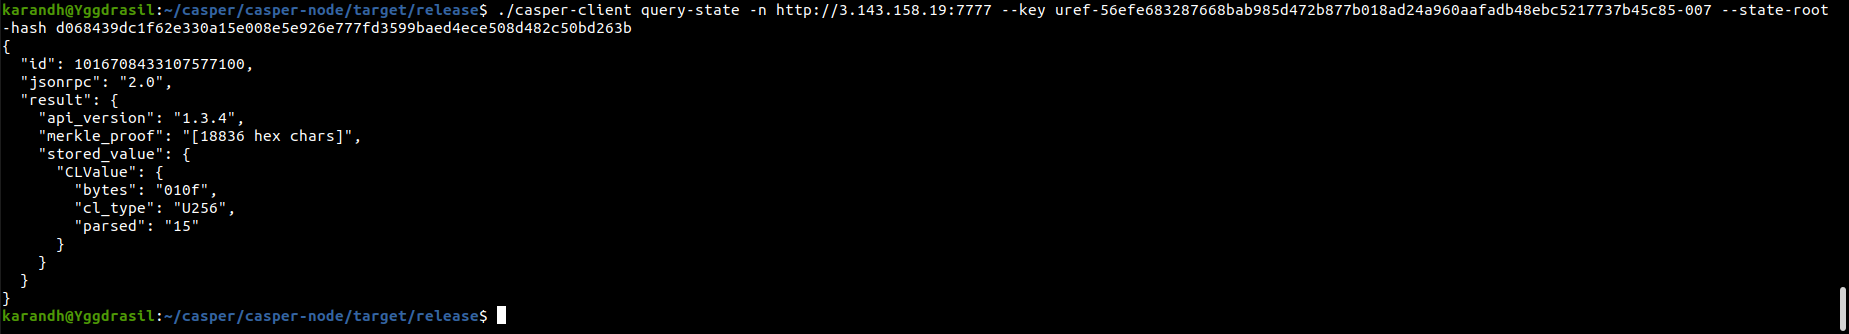 karandh@Yggdrasil:~/casper/casper-node/target/release$ ./casper-client query-state -n http://3.143.158.19:7777 --key uref-56efe683287668bab985d472b877b018ad24a960aafadb48ebc5217737b45c85-007 --state-root
-hash d068439dc1f62e330a15e008e5e926e777fd3599baed4ece508d482c50bd263b
{
  "id": 1016708433107577100,
  "jsonrpc": "2.0",
  "result": {
    "api_version": "1.3.4",
    "merkle_proof": "[18836 hex chars]",
    "stored_value": {
      "CLValue": {
        "bytes": "010f",
        "cl_type": "U256",
        "parsed": "15"
      }
    }
  }
}
karandh@Yggdrasil:~/casper/casper-node/target/release$